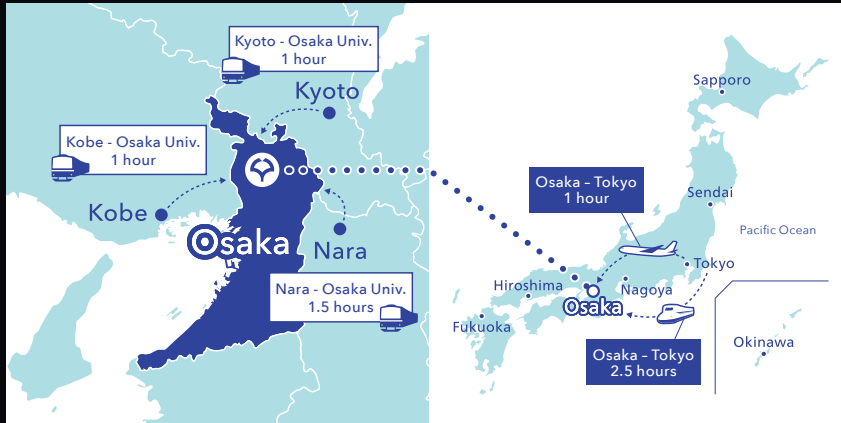 Kyoto - Osaka Univ.
1 hour
Kyoto
Kobe - Osaka Univ.
1 hour
Kobe
Osaka
Nara
Nara - Osaka Univ.
1.5 hours
Sapporo
Osaka – Tokyo
1 hour
Sendai
Pacific Ocean
Tokyo
Hiroshima
Nagoya
Osaka
Fukuoka
Osaka – Tokyo
2.5 hours
Okinawa